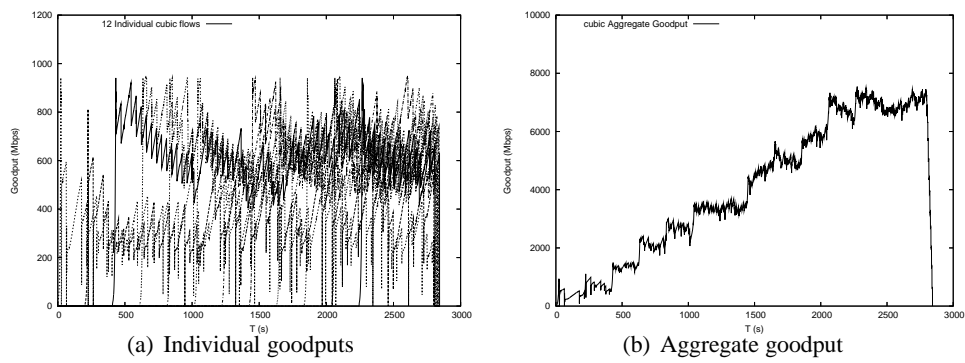 1200
1000
800
600
400
200
0
Goodput (Mbps)
12 Individual cubic flows
0 500 1000 1500 2000 2500 3000
T (s)
(a) Individual goodputs
10000
8000
6000
4000
2000
0
Goodput (Mbps)
cubic Aggregate Goodput
0 500 1000 1500 2000 2500 3000
T (s)
(b) Aggregate goodput